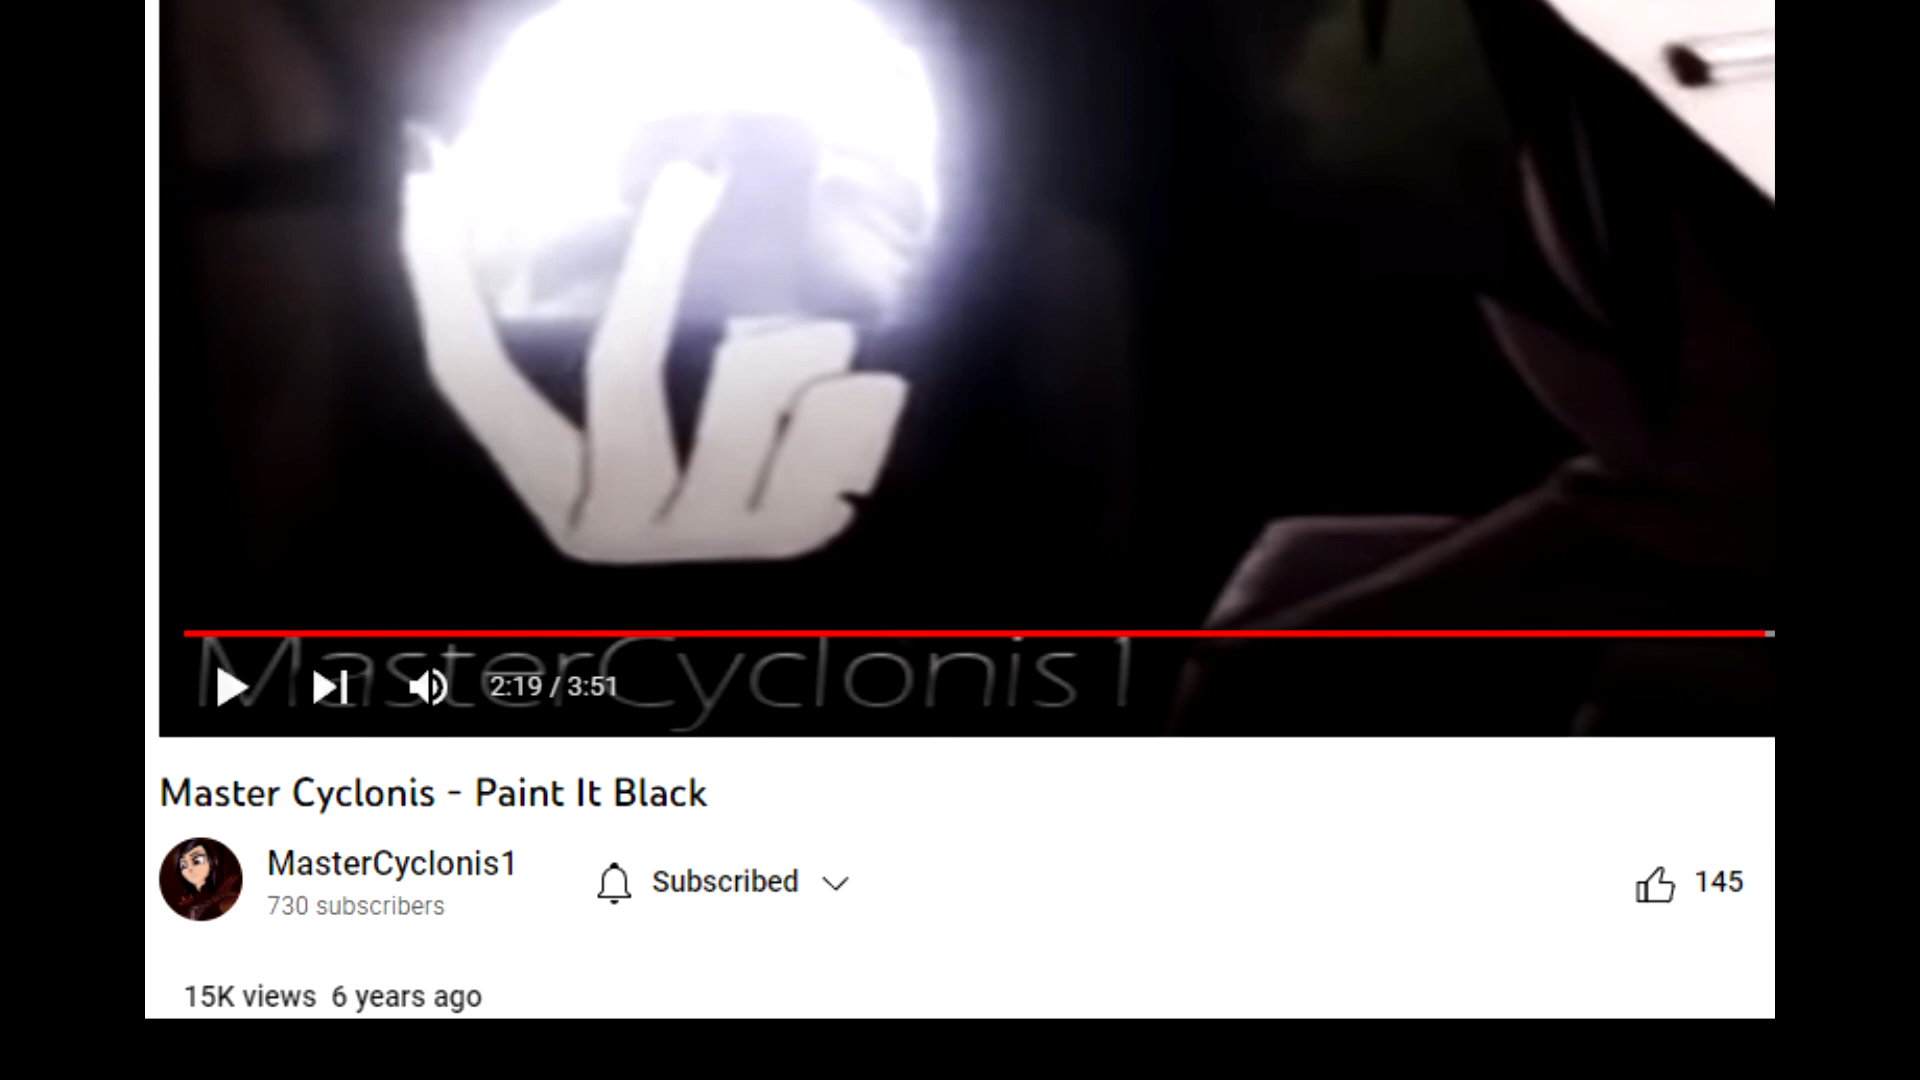 MasterCyclonis1
2:19 / 3:51
Master Cyclonis - Paint It Black
MasterCyclonis1
730 subscribers
Subscribed
145
15K views 6 years ago